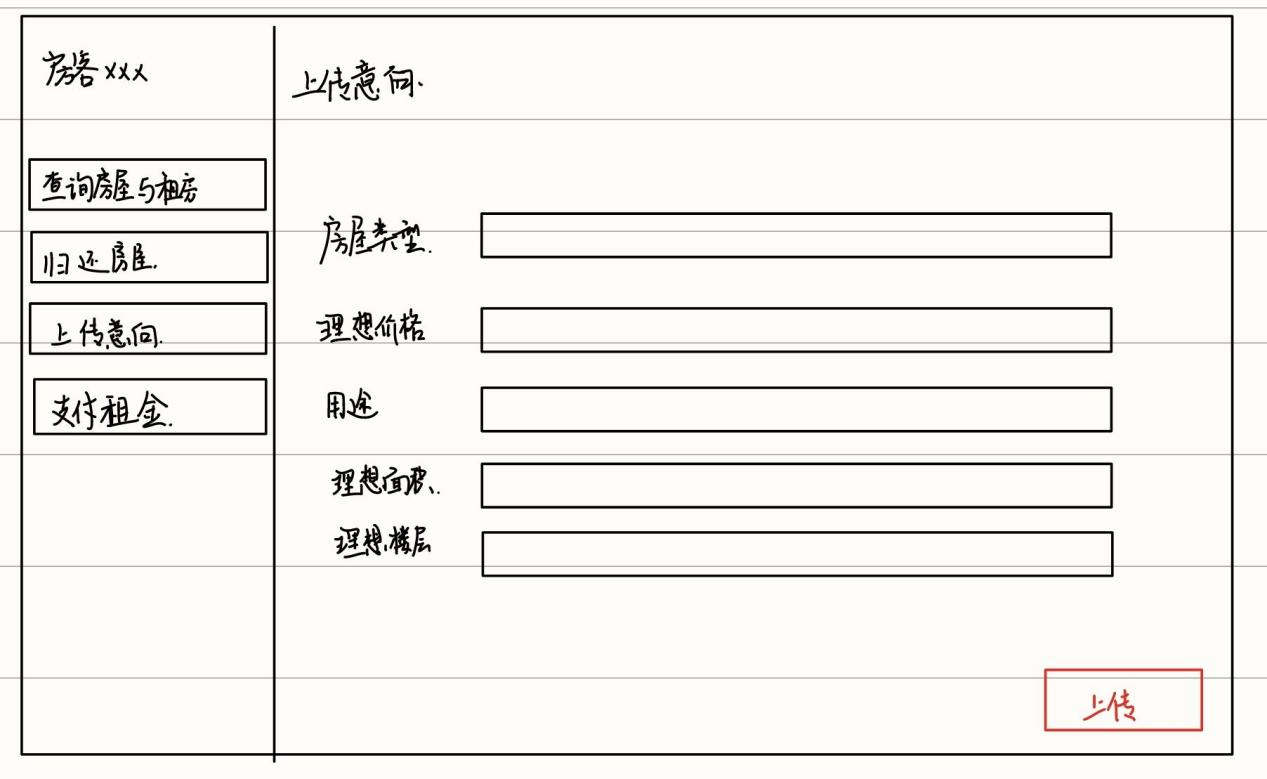 房客xxx
查询房屋与租房
归还房屋.
上传意向.
支付租金.
上传意向.
房屋类型.
理想价格
用途
理想面积.
理想楼层
上传